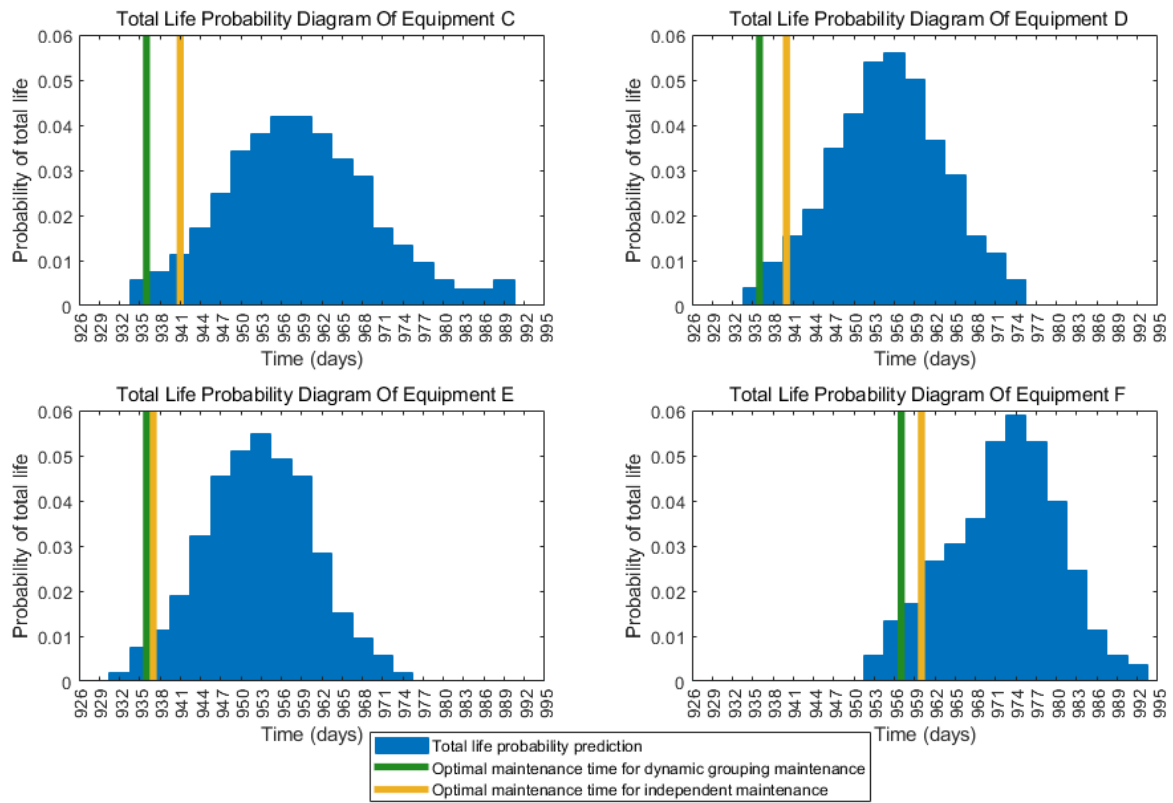 Total Life Probability Diagram Of Equipment C
Probability of total life
0.06
0.05
0.04
0.03
0.02
0.01
0
926 929 932 935 938 941 944 947 950 953 956 959 962 965 968 971 974 977 980 983 986 989 992 995
Time (days)
Total Life Probability Diagram Of Equipment D
Probability of total life
0.06
0.05
0.04
0.03
0.02
0.01
0
926 929 932 935 938 941 944 947 950 953 956 959 962 965 968 971 974 977 980 983 986 989 992 995
Time (days)
Total Life Probability Diagram Of Equipment E
Probability of total life
0.06
0.05
0.04
0.03
0.02
0.01
0
926 929 932 935 938 941 944 947 950 953 956 959 962 965 968 971 974 977 980 983 986 989 992 995
Time (days)
Total Life Probability Diagram Of Equipment F
Probability of total life
0.06
0.05
0.04
0.03
0.02
0.01
0
926 929 932 935 938 941 944 947 950 953 956 959 962 965 968 971 974 977 980 983 986 989 992 995
Time (days)
Total life probability prediction
Optimal maintenance time for dynamic grouping maintenance
Optimal maintenance time for independent maintenance